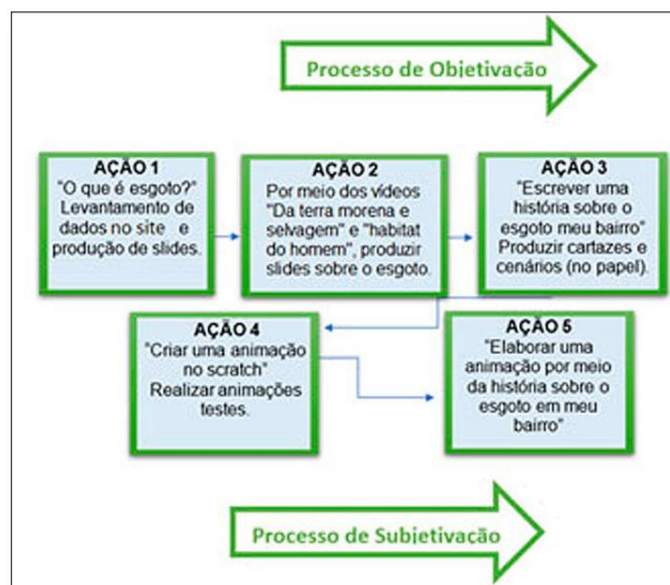 Processo de Objetivação
AÇÃO 1
"O que é esgoto?"
Levantamento de
dados no site e
produção de slides.
AÇÃO 2
Por meio dos vídeos
"Da terra morena e
selvagem" e "habitat
do homem", produzir
slides sobre o esgoto.
AÇÃO 3
"Escrever uma
história sobre o
esgoto meu bairro"
Produzir cartazes e
cenários (no papel).
AÇÃO 4
"Criar uma animação
no scratch"
Realizar animações
testes.
AÇÃO 5
"Elaborar uma
animação por meio
da história sobre o
esgoto em meu
bairro"
Processo de Subjetivação